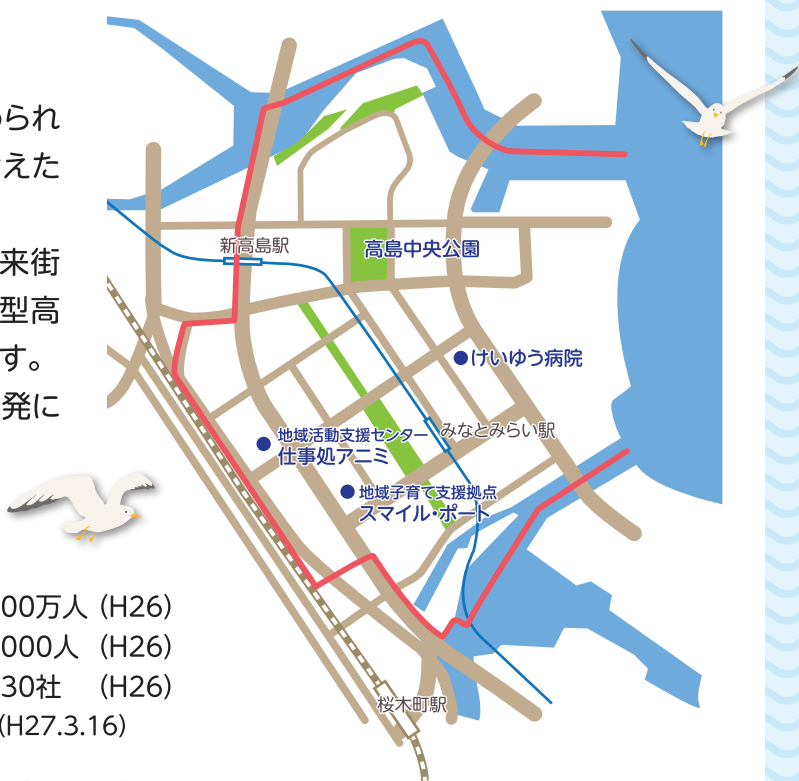 られ
えた
来街
型高
す。
発に
新高島駅
高島中央公園
けいゆう病院
みなとみらい駅
地域活動支援センター
仕事処アニミ
地域子育て支援拠点
スマイル・ポート
桜木町駅
00万人 (H26)
000人 (H26)
30社 (H26)
(H27.3.16)